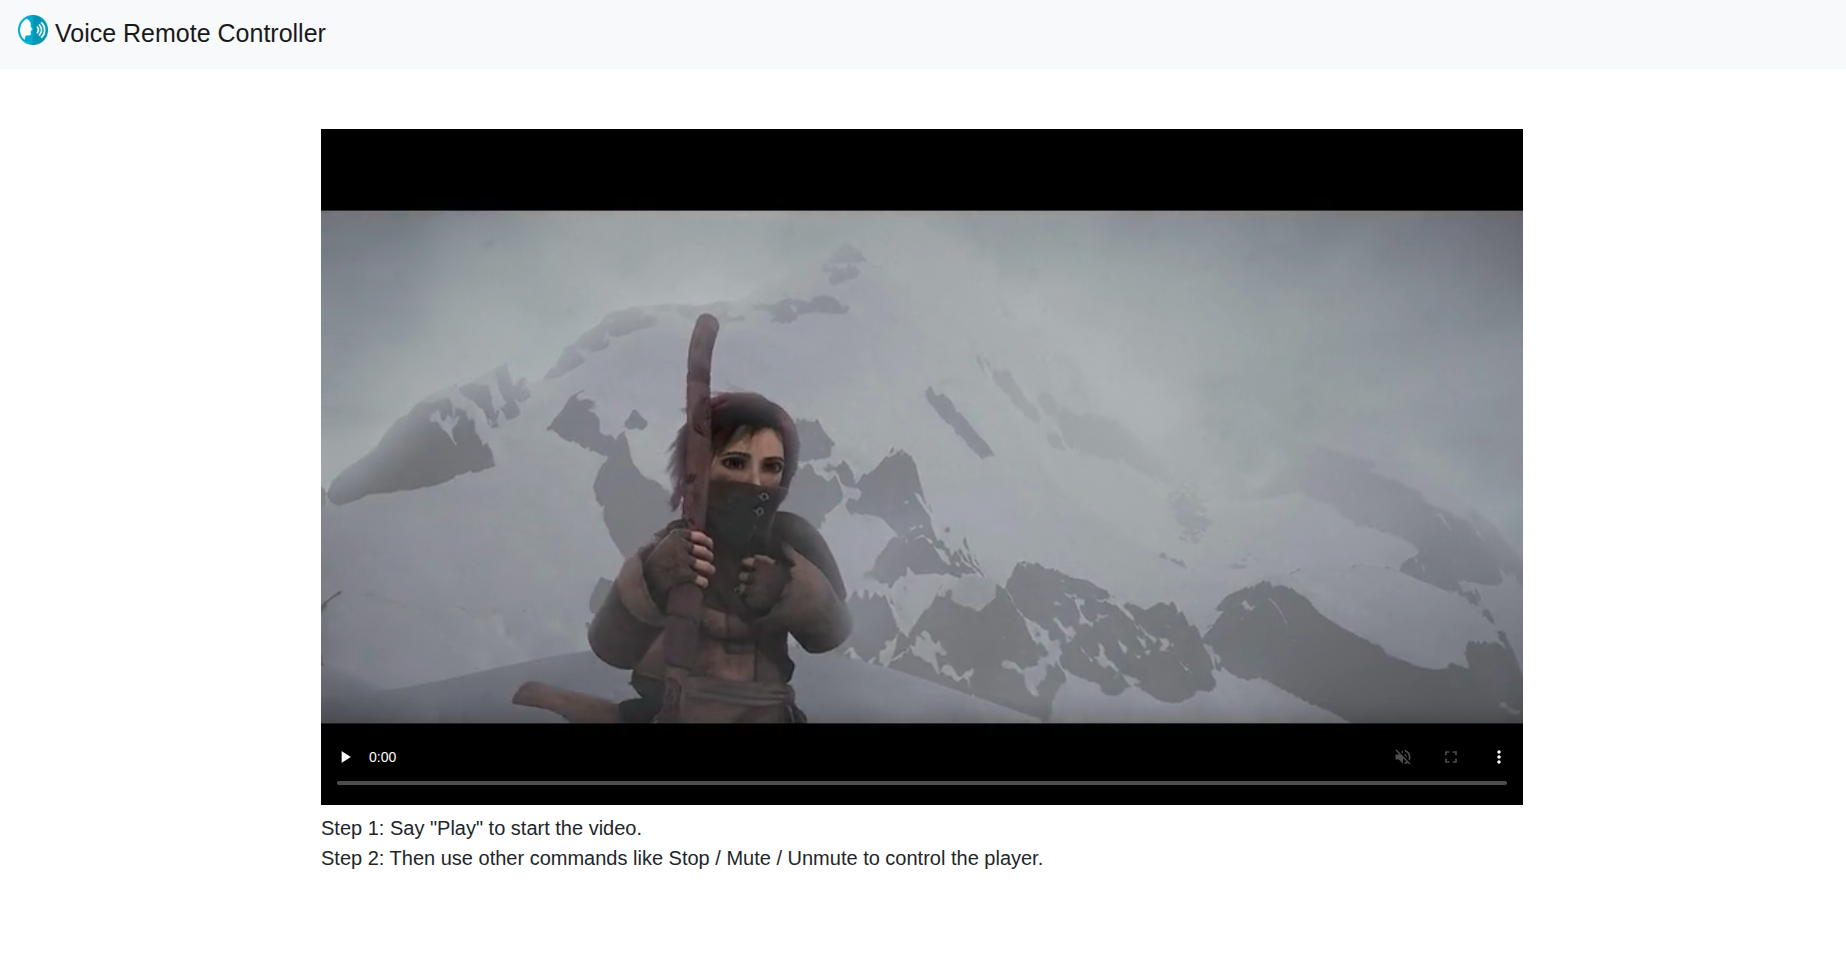 Voice Remote Controller
0:00
Step 1: Say "Play" to start the video.
Step 2: Then use other commands like Stop / Mute / Unmute to control the player.